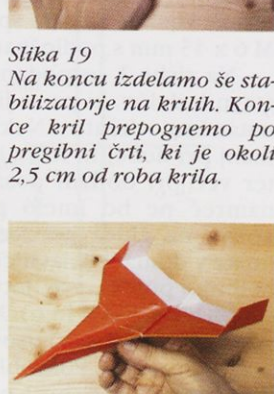 Slika 19
Na koncu izdelamo še sta-
bilizatorje na krilih. Kon-
ce kril prepognemo po
pregibni črti, ki je okoli
2,5 cm od roba krila.